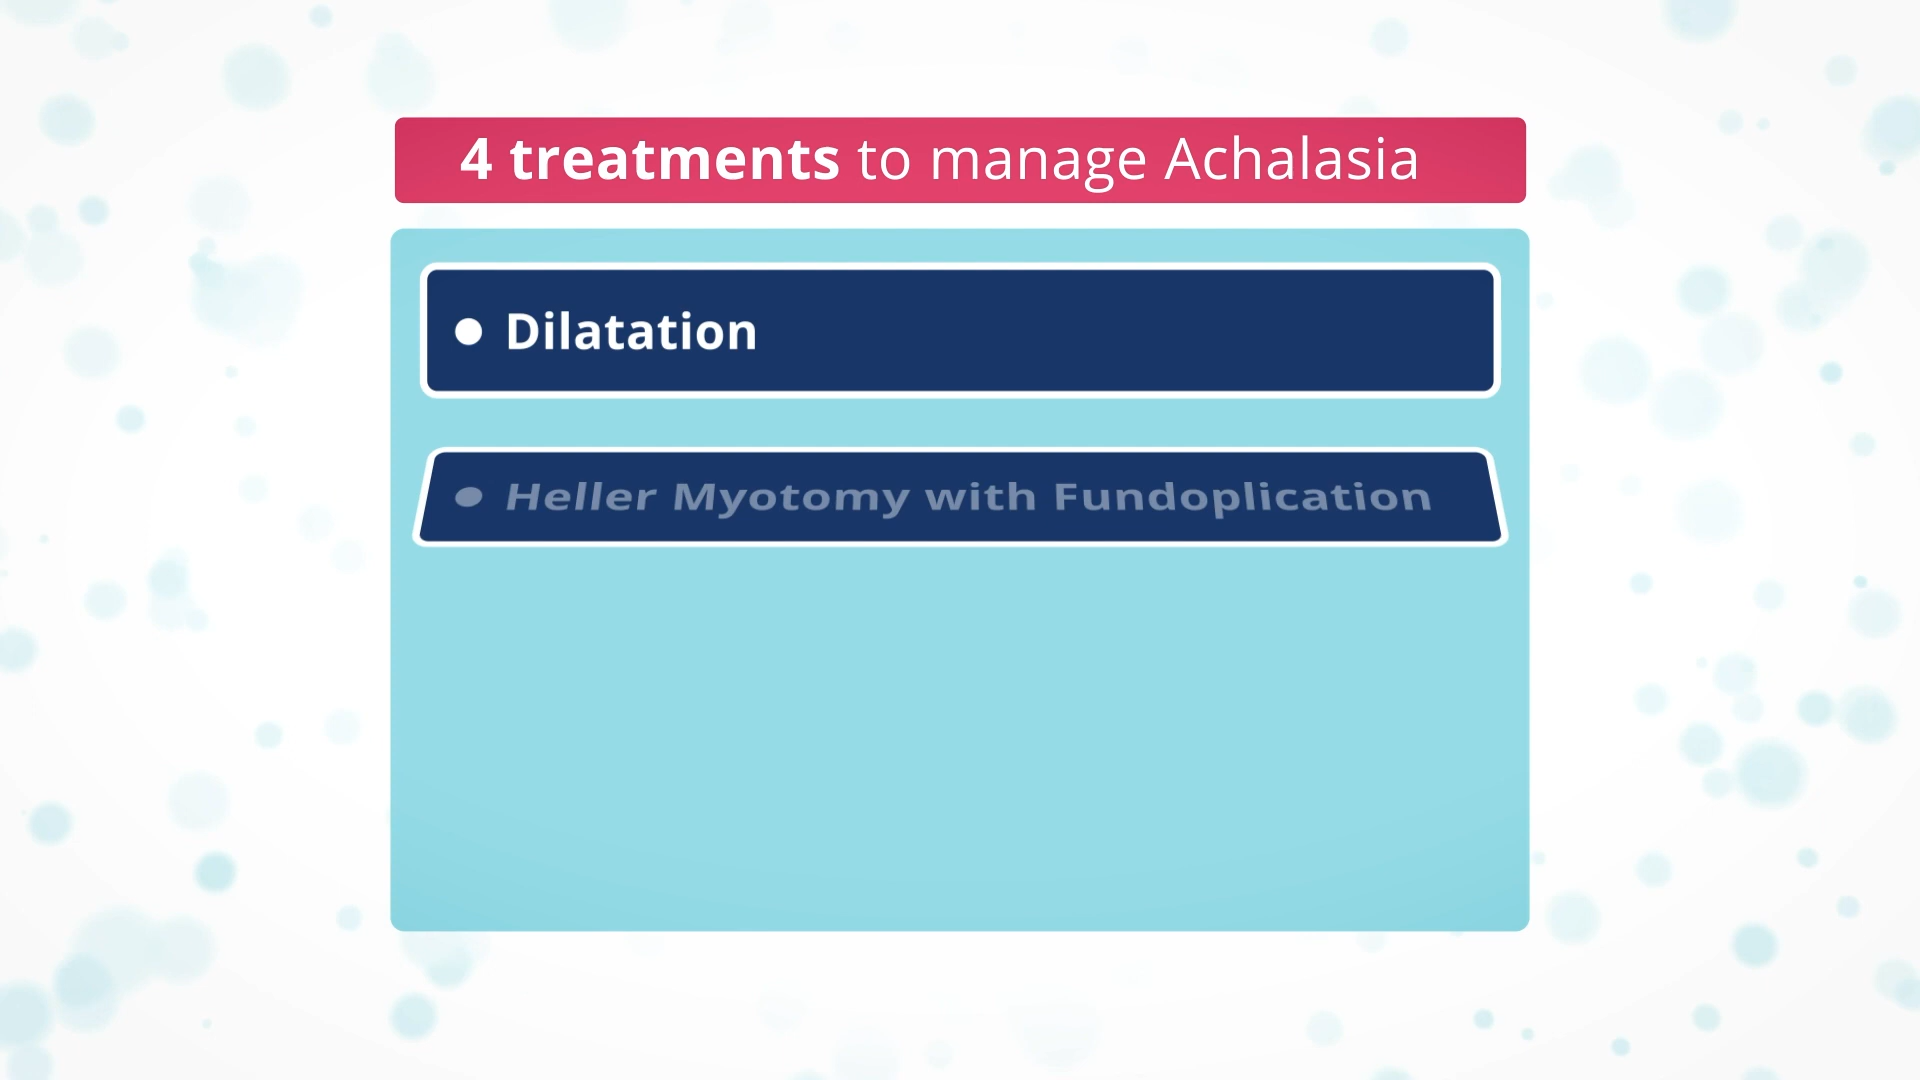 4 treatments to manage Achalasia
● Dilatation
● Heller Myotomy with Fundoplication